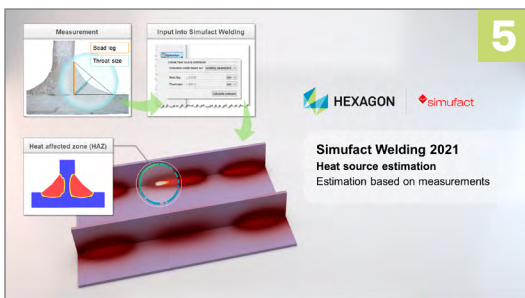 5
Measurement
Bead leg
Throat size
Input into Simufact Welding
HEXAGON
simufact
Heat affected zone (HAZ)
Simufact Welding 2021
Heat source estimation
Estimation based on measurements